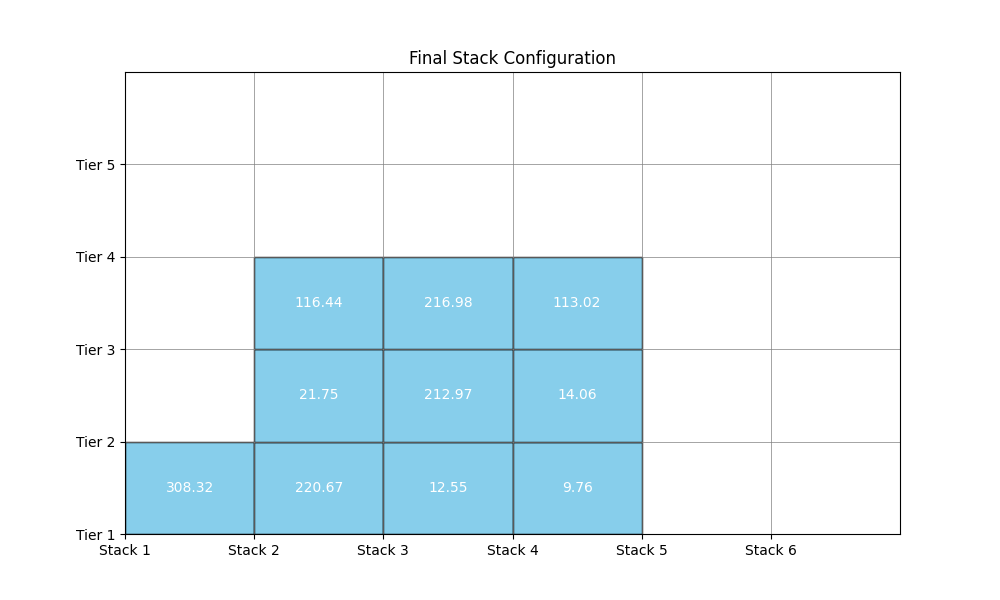 Final Stack Configuration
Tier 5
Tier 4
116.44 216.98 113.02
Tier 3
21.75 212.97 14.06
Tier 2
308.32 220.67 12.55 9.76
Tier 1
Stack 1 Stack 2 Stack 3 Stack 4 Stack 5 Stack 6